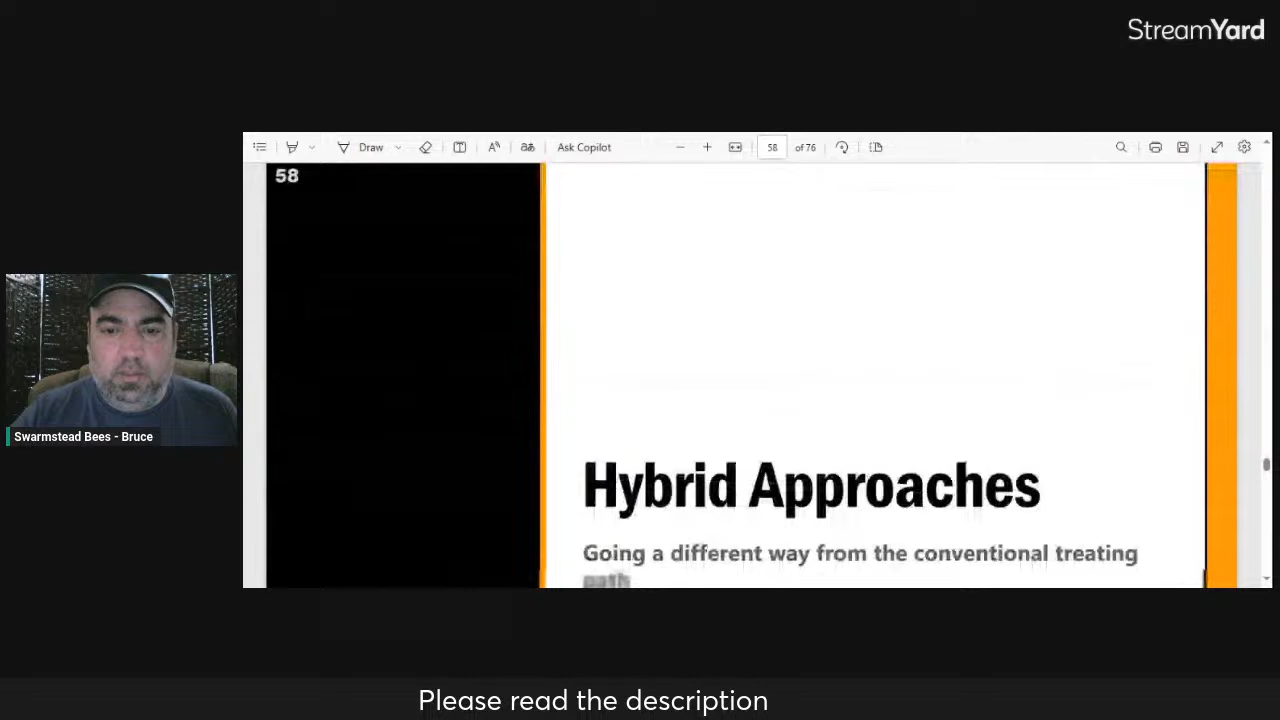 StreamYard
Draw
Ask Copilot
58
of 76
58
Hybrid Approaches
Going a different way from the conventional treating
path
Swarmstead Bees - Bruce
Please read the description